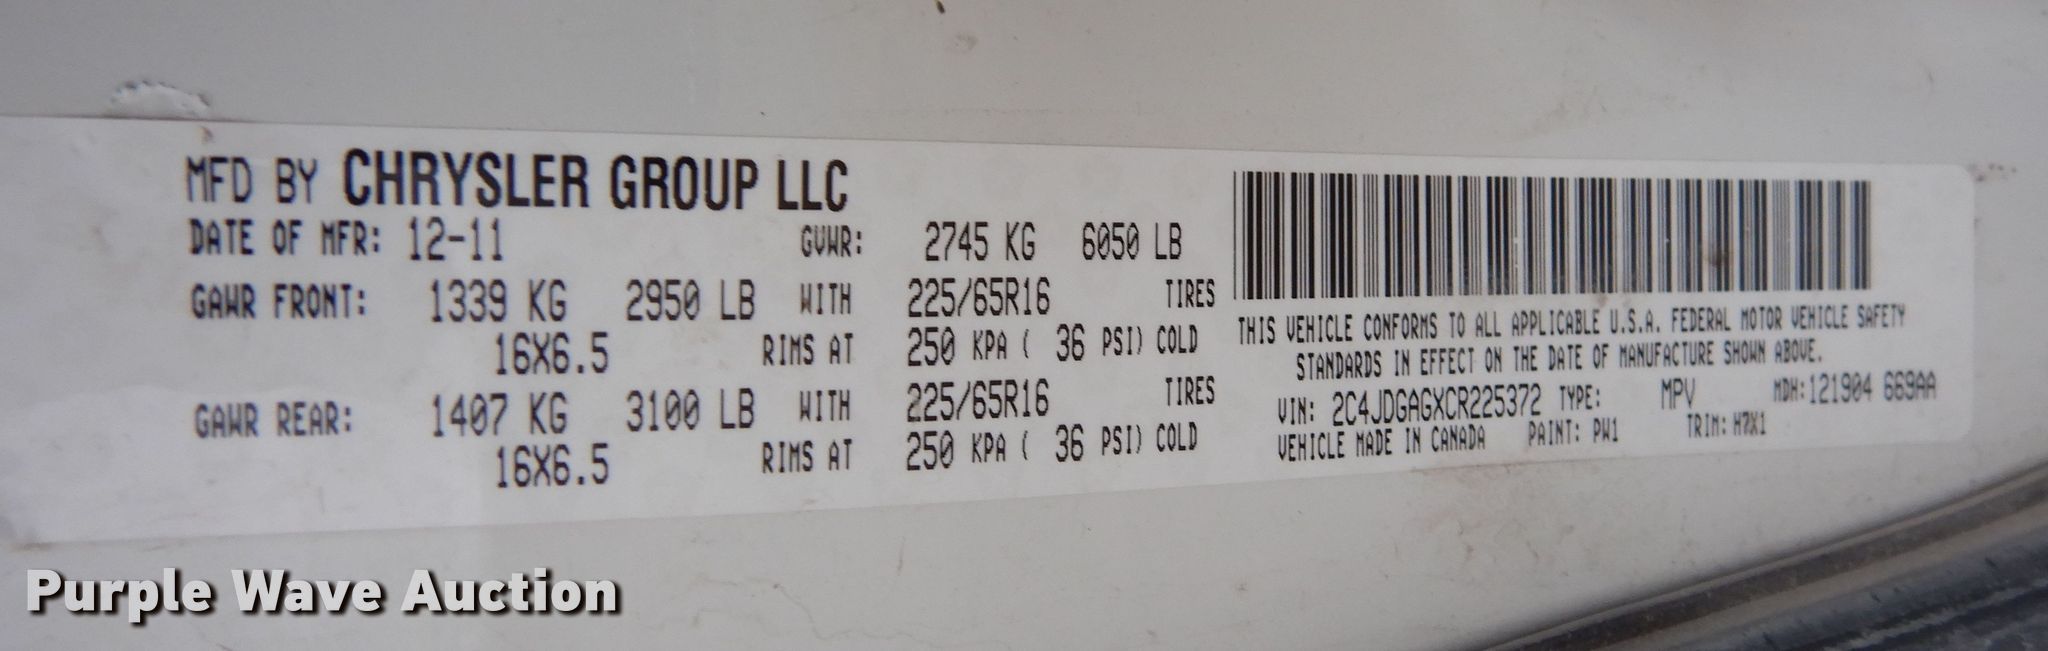 MFD BY CHRYSLER GROUP LLC
DATE OF MFR: 12-11 GVWR: 2745 KG 6050 LB
GAWR FRONT: 1339 KG 2950 LB WITH 225/65R16 TIRES
16X6.5 RIMS AT 250 KPA ( 36 PSI) COLD
GAWR REAR: 1407 KG 3100 LB WITH 225/65R16 TIRES
16X6.5 RIMS AT 250 KPA ( 36 PSI) COLD
THIS VEHICLE CONFORMS TO ALL APPLICABLE U.S.A. FEDERAL MOTOR VEHICLE SAFETY
STANDARDS IN EFFECT ON THE DATE OF MANUFACTURE SHOWN ABOVE.
VIN: 2C4JDGAGXCR225372 TYPE: MPV MDH:121904 669AA
VEHICLE MADE IN CANADA PAINT: PW1 TRIM: H7X1
Purple Wave Auction